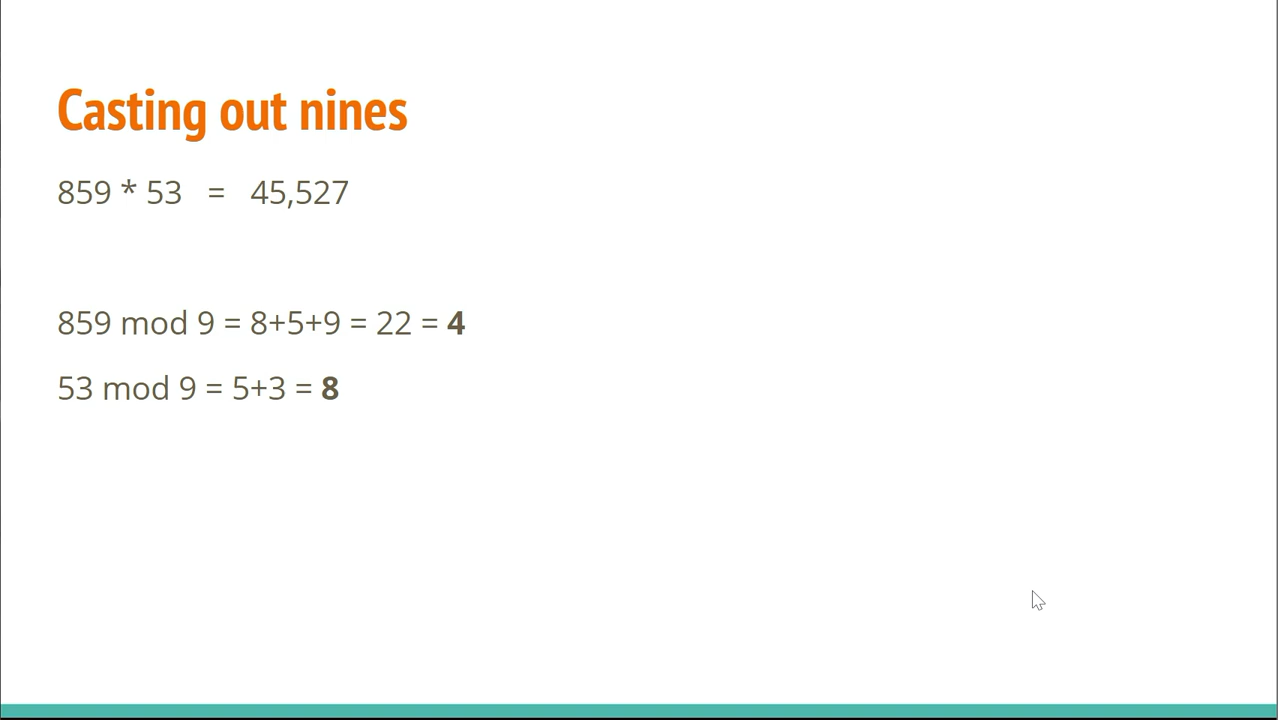 Casting out nines
859 * 53 = 45,527
859 mod 9 = 8+5+9 = 22 = 4
53 mod 9 = 5+3 = 8